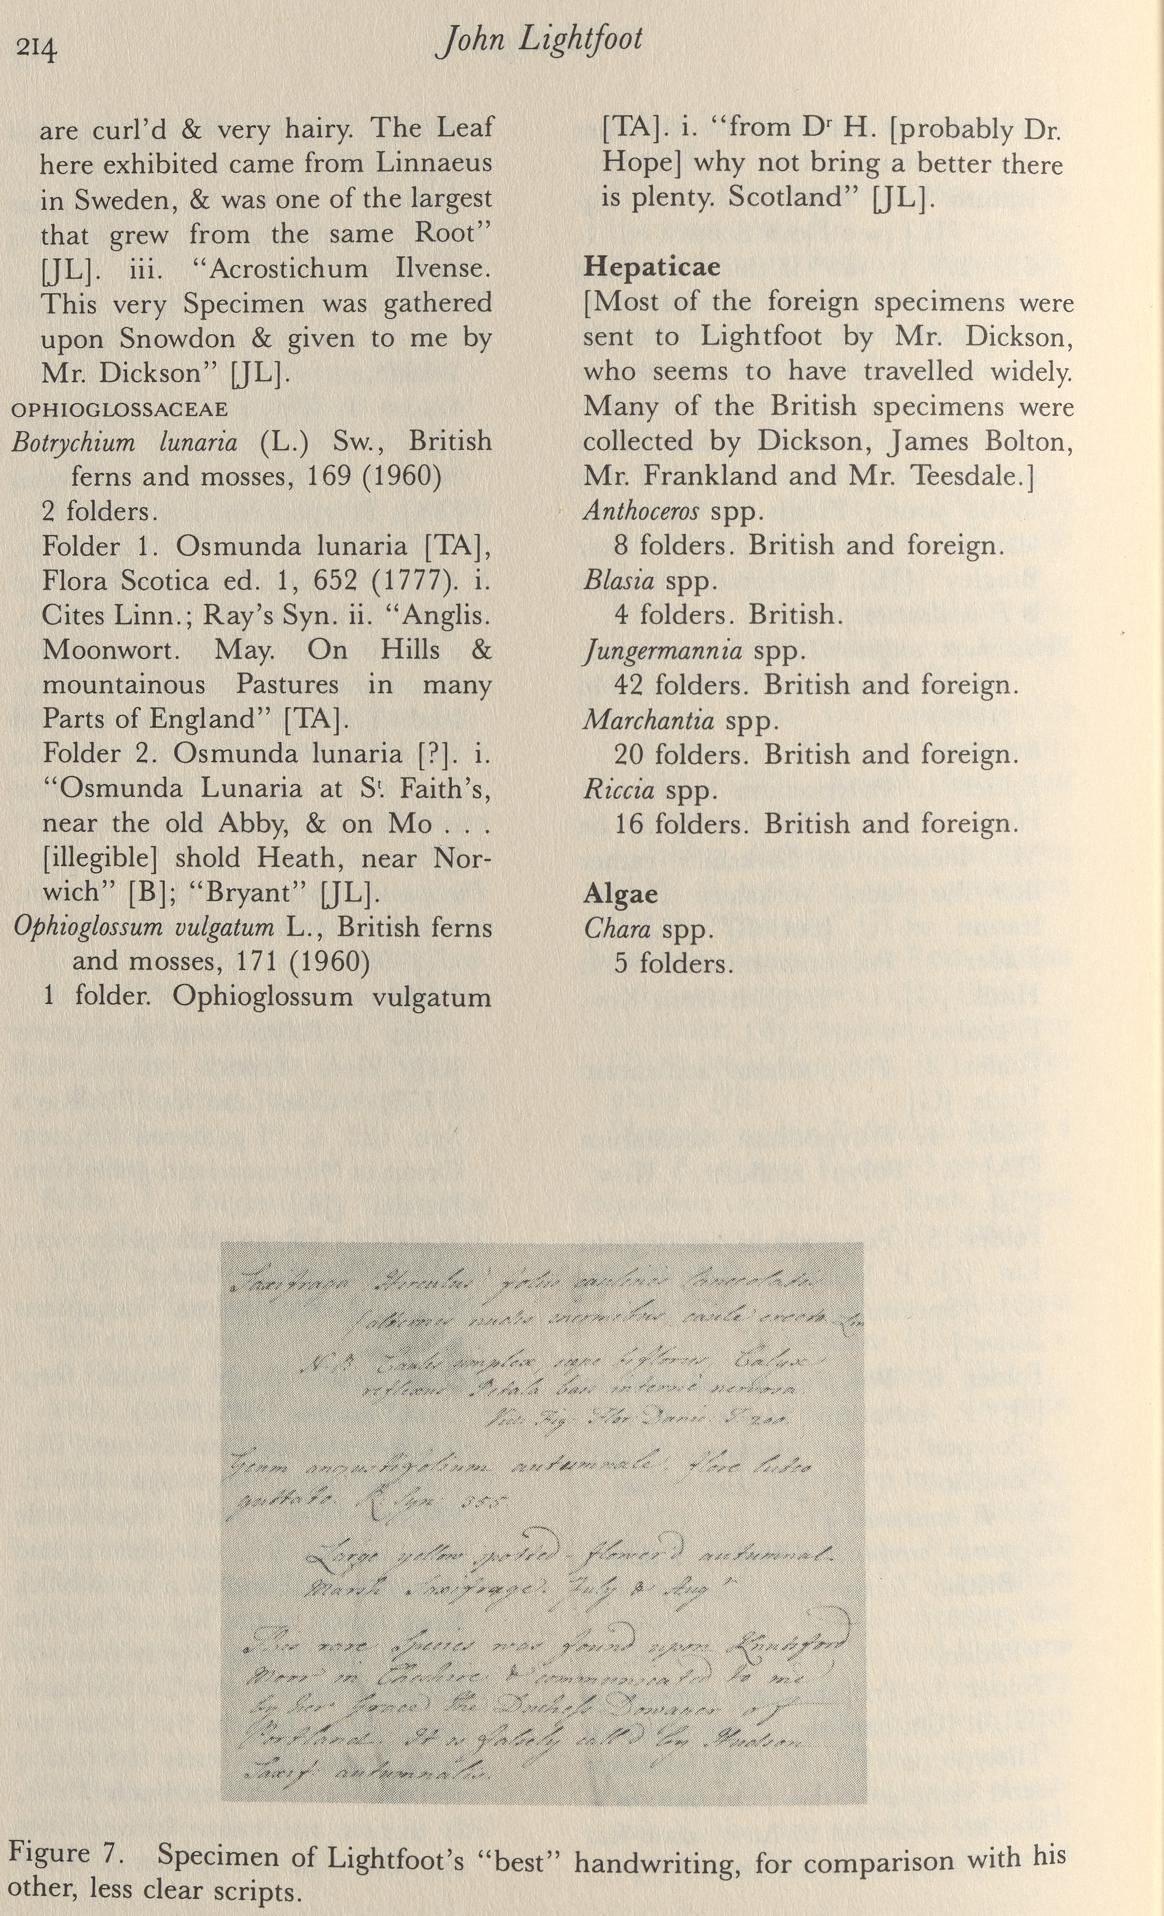 214
John Lightfoot
are curl’d & very hairy. The Leaf
here exhibited came from Linnaeus
in Sweden, & was one of the largest
that grew from the same Root”
[JL]. iii. “Acrostichum Ilvense.
This very Specimen was gathered
upon Snowdon & given to me by
Mr. Dickson” [JL].
OPHIOGLOSSACEAE
Botrychium lunaria (L.) Sw., British
ferns and mosses, 169 (1960)
2 folders.
Folder 1. Osmunda lunaria [TA],
Flora Scotica ed. 1, 652 (1777). i.
Cites Linn.; Ray’s Syn. ii. “Anglis.
Moonwort. May. On Hills &
mountainous Pastures in many
Parts of England” [TA].
Folder 2. Osmunda lunaria [?]. i.
“Osmunda Lunaria at Sᵗ. Faith’s,
near the old Abby, & on Mo . . .
[illegible] shold Heath, near Nor-
wich” [B]; “Bryant” [JL].
Ophioglossum vulgatum L., British ferns
and mosses, 171 (1960)
1 folder. Ophioglossum vulgatum
[TA]. i. “from Dʳ H. [probably Dr.
Hope] why not bring a better there
is plenty. Scotland” [JL].
Hepaticae
[Most of the foreign specimens were
sent to Lightfoot by Mr. Dickson,
who seems to have travelled widely.
Many of the British specimens were
collected by Dickson, James Bolton,
Mr. Frankland and Mr. Teesdale.]
Anthoceros spp.
8 folders. British and foreign.
Blasia spp.
4 folders. British.
Jungermannia spp.
42 folders. British and foreign.
Marchantia spp.
20 folders. British and foreign.
Riccia spp.
16 folders. British and foreign.
Algae
Chara spp.
5 folders.
Saxifraga Hirculus foliis caulinis lanceolatis
alternis nudis inermibus, caule erecto. Lin
N.B. Caulis simplex, sæpe biflorus, Calyx
reflexus Petala basi interne nervosa.
Vid. Fig. Flor. Danic. T. 200.
Geum angustifolium autumnale. flore luteo
guttato. R. Syn. 355.
Large yellow spotted-flower'd autumnal
Marsh Saxifrage. July & Augᵗ
This rare Species was found upon Knutsford
Moor in Cheshire & communicated to me
by her Grace the Duchess Dowager of
Portland. It is falsely call'd by Hudson
Saxif: autumnalis.
Figure 7. Specimen of Lightfoot’s “best” handwriting, for comparison with his
other, less clear scripts.